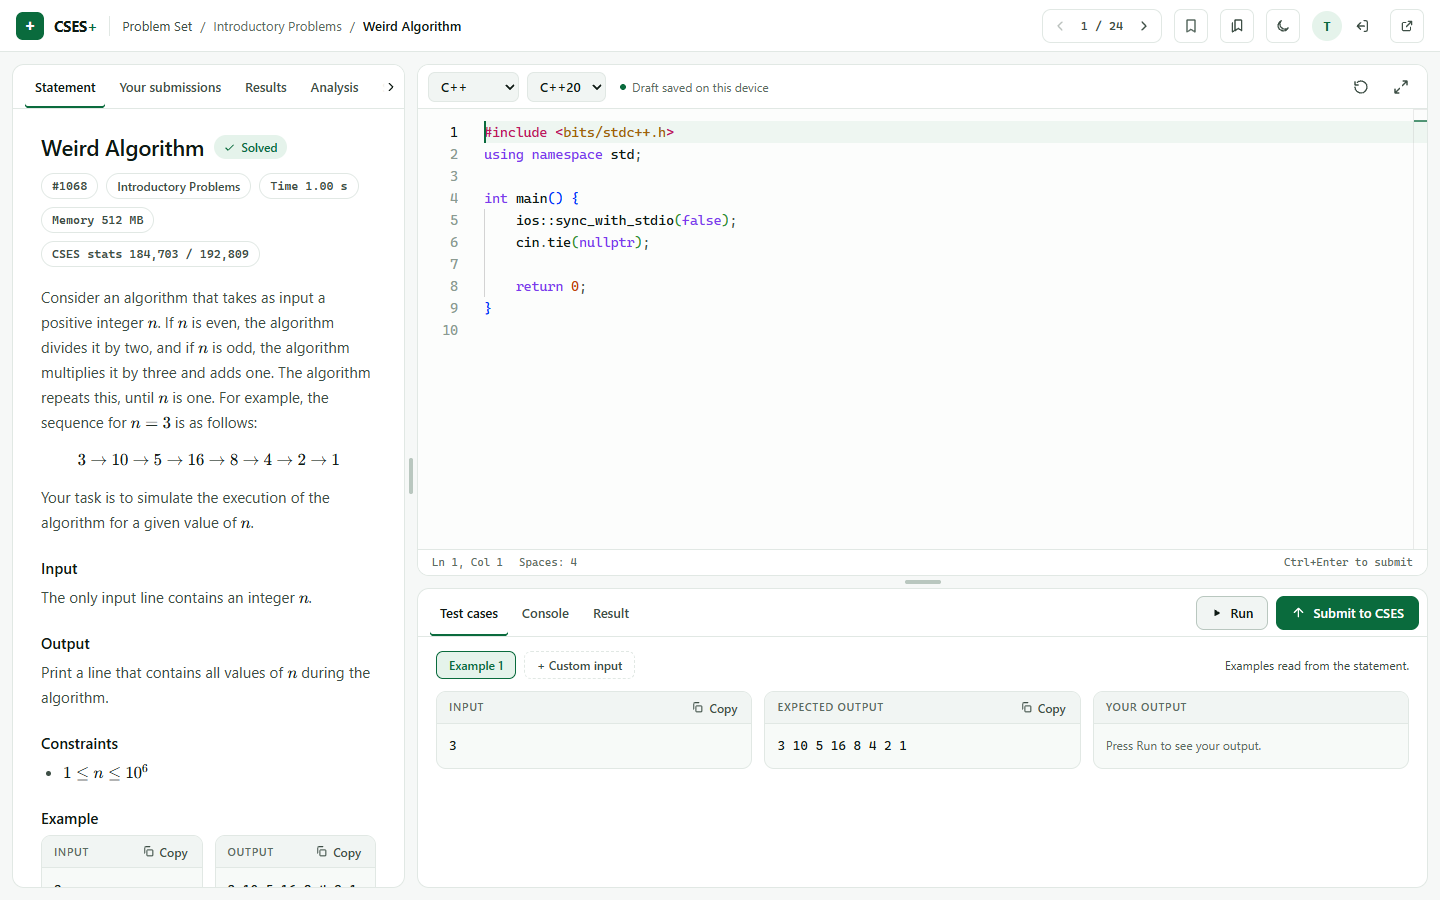 + CSES+ Problem Set / Introductory Problems / Weird Algorithm 1 / 24 T
Statement Your submissions Results Analysis
Weird Algorithm ✓ Solved
#1068 Introductory Problems Time 1.00 s
Memory 512 MB
CSES stats 184,703 / 192,809
Consider an algorithm that takes as input a
positive integer n. If n is even, the algorithm
divides it by two, and if n is odd, the algorithm
multiplies it by three and adds one. The algorithm
repeats this, until n is one. For example, the
sequence for n = 3 is as follows:
3 → 10 → 5 → 16 → 8 → 4 → 2 → 1
Your task is to simulate the execution of the
algorithm for a given value of n.
Input
The only input line contains an integer n.
Output
Print a line that contains all values of n during the
algorithm.
Constraints
• 1 ≤ n ≤ 10⁶
Example
INPUT Copy OUTPUT Copy
C++ C++20 Draft saved on this device
1 #include <bits/stdc++.h>
2 using namespace std;
3
4 int main() {
5     ios::sync_with_stdio(false);
6     cin.tie(nullptr);
7
8     return 0;
9 }
10
Ln 1, Col 1 Spaces: 4 Ctrl+Enter to submit
Test cases Console Result Run Submit to CSES
Example 1 + Custom input Examples read from the statement.
INPUT Copy EXPECTED OUTPUT Copy YOUR OUTPUT
3 3 10 5 16 8 4 2 1 Press Run to see your output.